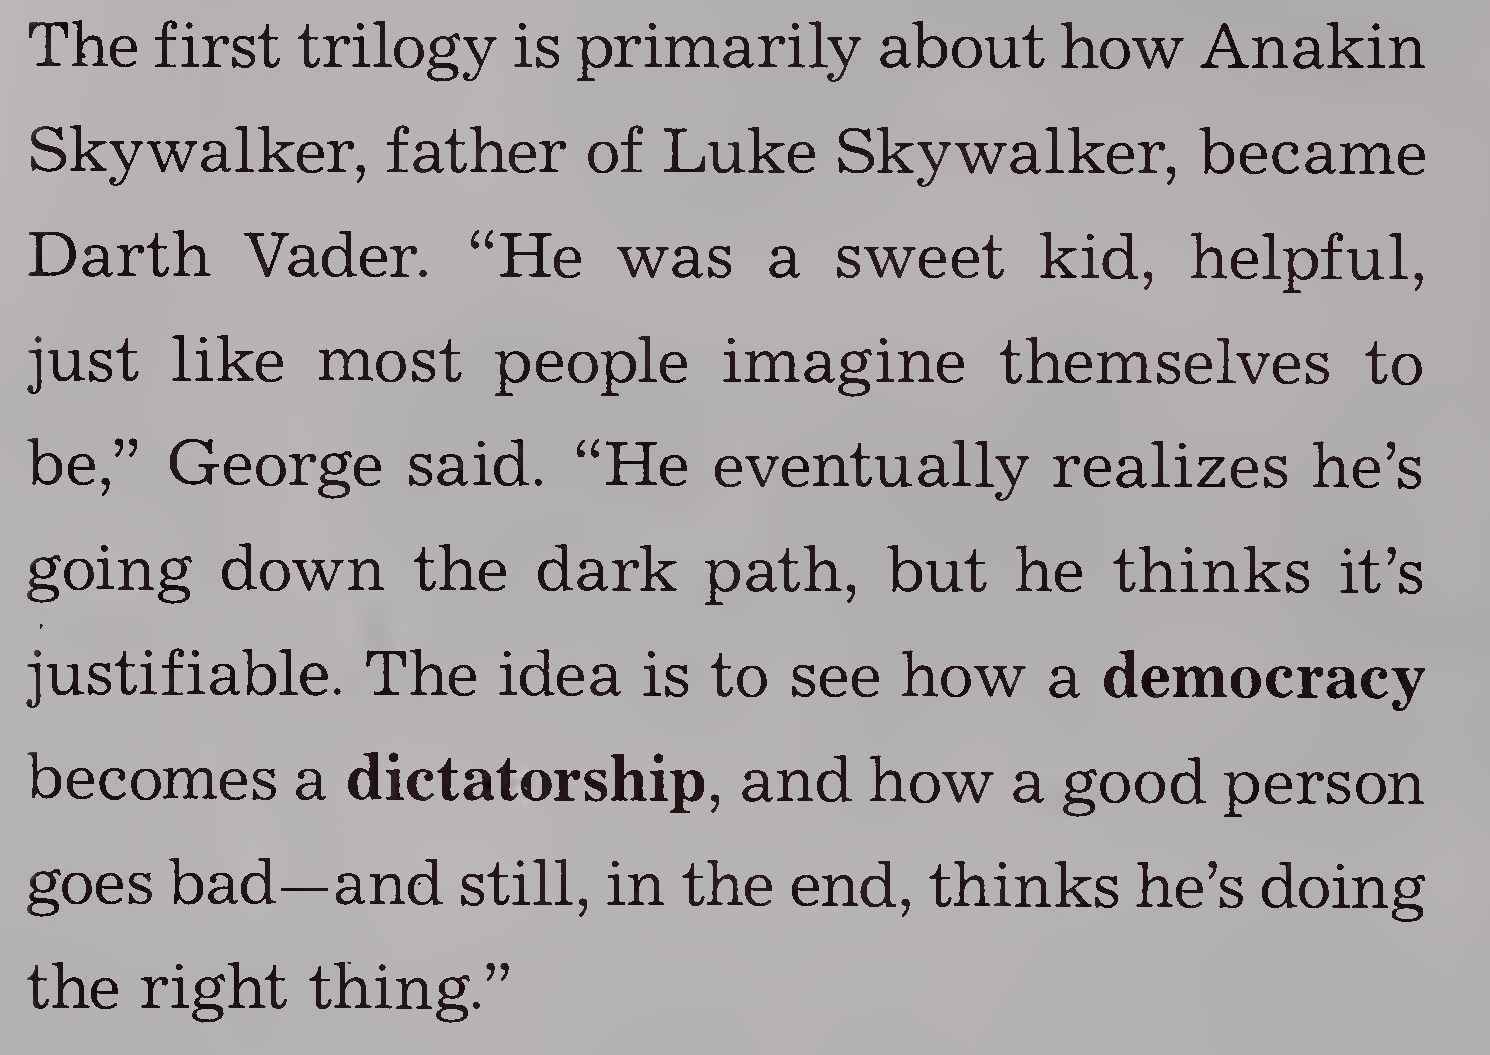 The first trilogy is primarily about how Anakin
Skywalker, father of Luke Skywalker, became
Darth Vader. “He was a sweet kid, helpful,
just like most people imagine themselves to
be,” George said. “He eventually realizes he’s
going down the dark path, but he thinks it’s
justifiable. The idea is to see how a democracy
becomes a dictatorship, and how a good person
goes bad—and still, in the end, thinks he’s doing
the right thing.”